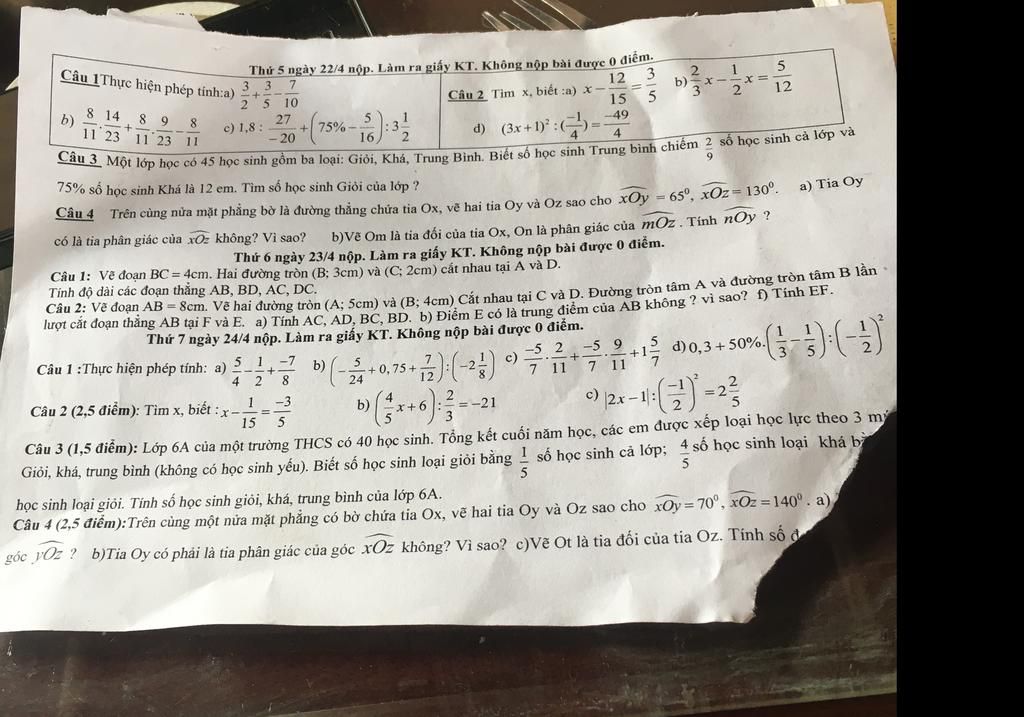 Thứ 5 ngày 22/4 nộp. Làm ra giấy KT. Không nộp bài được 0 điểm.
Câu 1 Thực hiện phép tính: a) 3/2 + 3/5 - 7/10
b) 8/11 . 14/23 + 8/11 . 9/23 - 8/11 c) 1,8 : 27/-20 + (75% - 5/16) : 3 1/2
Câu 2 Tìm x, biết : a) x - 12/15 = 3/5 b) 2/3 x - 1/2 x = 5/12
d) (3x+1)² : (-1/4) = -49/4
Câu 3 Một lớp học có 45 học sinh gồm ba loại: Giỏi, Khá, Trung Bình. Biết số học sinh Trung bình chiếm 2/9 số học sinh cả lớp và
75% số học sinh Khá là 12 em. Tìm số học sinh Giỏi của lớp ?
Câu 4 Trên cùng nửa mặt phẳng bờ là đường thẳng chứa tia Ox, vẽ hai tia Oy và Oz sao cho xOy = 65⁰, xOz = 130⁰. a) Tia Oy
có là tia phân giác của xOz không? Vì sao? b)Vẽ Om là tia đối của tia Ox, On là phân giác của mOz . Tính nOy ?
Thứ 6 ngày 23/4 nộp. Làm ra giấy KT. Không nộp bài được 0 điểm.
Câu 1: Vẽ đoạn BC = 4cm. Hai đường tròn (B; 3cm) và (C; 2cm) cắt nhau tại A và D.
Tính độ dài các đoạn thẳng AB, BD, AC, DC.
Câu 2: Vẽ đoạn AB = 8cm. Vẽ hai đường tròn (A; 5cm) và (B; 4cm) Cắt nhau tại C và D. Đường tròn tâm A và đường tròn tâm B lần
lượt cắt đoạn thẳng AB tại F và E. a) Tính AC, AD, BC, BD. b) Điểm E có là trung điểm của AB không ? vì sao? f) Tính EF.
Thứ 7 ngày 24/4 nộp. Làm ra giấy KT. Không nộp bài được 0 điểm.
Câu 1 :Thực hiện phép tính: a) 5/4 - 1/2 + -7/8 b) (-5/24 + 0,75 + 7/12) : (-2 1/8) c) -5/7 . 2/11 + -5/7 . 9/11 + 1 5/7 d) 0,3 + 50%.(1/3 - 1/5) : (-1/2)²
Câu 2 (2,5 điểm): Tìm x, biết : x - 1/15 = -3/5 b) (4/5 x + 6) : 2/3 = -21 c) |2x-1| : (-1/2)² = 2 2/5
Câu 3 (1,5 điểm): Lớp 6A của một trường THCS có 40 học sinh. Tổng kết cuối năm học, các em được xếp loại học lực theo 3
Giỏi, khá, trung bình (không có học sinh yếu). Biết số học sinh loại giỏi bằng 1/5 số học sinh cả lớp; 4/5 số học sinh loại khá
học sinh loại giỏi. Tính số học sinh giỏi, khá, trung bình của lớp 6A.
Câu 4 (2,5 điểm):Trên cùng một nửa mặt phẳng có bờ chứa tia Ox, vẽ hai tia Oy và Oz sao cho xOy = 70⁰, xOz = 140⁰ . a)
góc yOz ? b)Tia Oy có phải là tia phân giác của góc xOz không? Vì sao? c)Vẽ Ot là tia đối của tia Oz. Tính số